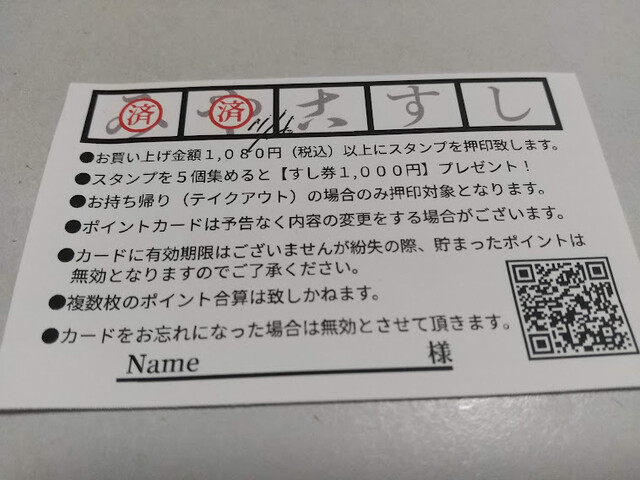 みやこすし
済 済
●お買い上げ金額１,０８０円（税込）以上にスタンプを押印致します。
●スタンプを５個集めると【すし券１,０００円】プレゼント！
●お持ち帰り（テイクアウト）の場合のみ押印対象となります。
●ポイントカードは予告なく内容の変更をする場合がございます。
●カードに有効期限はございませんが紛失の際、貯まったポイントは
無効となりますのでご了承ください。
●複数枚のポイント合算は致しかねます。
●カードをお忘れになった場合は無効とさせて頂きます。
Name 様